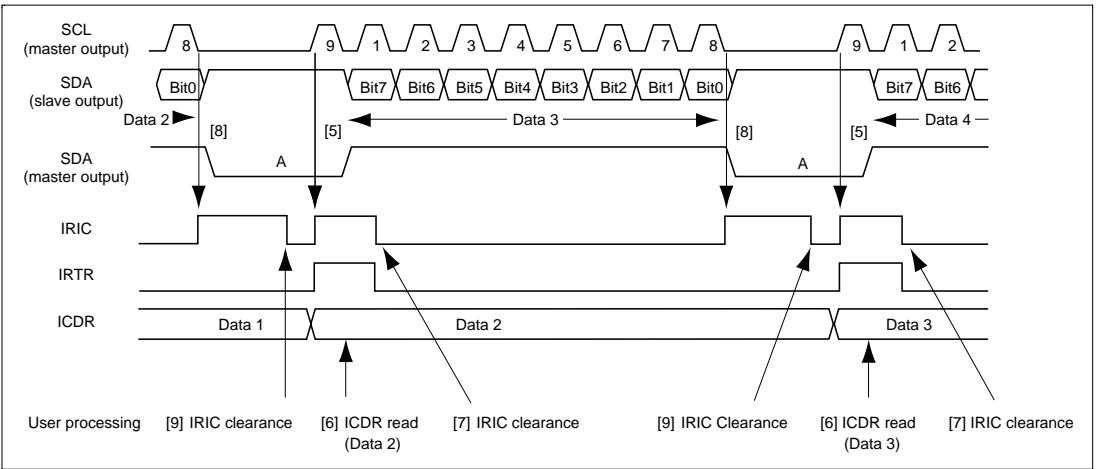 SCL
(master output)
8 9 1 2 3 4 5 6 7 8 9 1 2
SDA
(slave output)
Bit0 Bit7 Bit6 Bit5 Bit4 Bit3 Bit2 Bit1 Bit0 Bit7 Bit6
Data 2 [8] [5] Data 3 [8] [5] Data 4
SDA
(master output)
A A
IRIC
IRTR
ICDR
Data 1 Data 2 Data 3
User processing [9] IRIC clearance [6] ICDR read [7] IRIC clearance [9] IRIC Clearance [6] ICDR read [7] IRIC clearance
(Data 2) (Data 3)